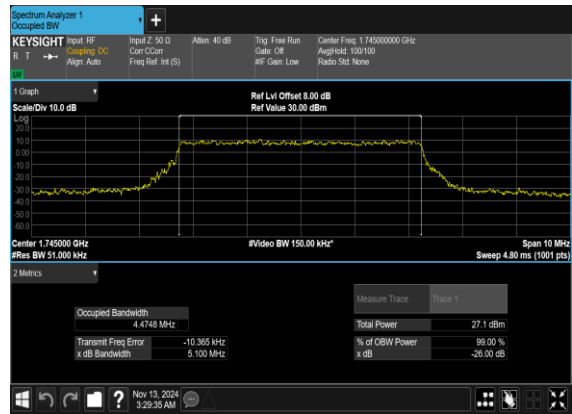 Spectrum Analyzer 1
Occupied BW
+
KEYSIGHT Input: RF Input Z: 50 Ω Atten: 40 dB Trig: Free Run Center Freq: 1.745000000 GHz
Coupling: DC Corr CCorr Gate: Off Avg|Hold: 100/100
R T Align: Auto Freq Ref: Int (S) #IF Gain: Low Radio Std: None
LW
1 Graph
Ref Lvl Offset 8.00 dB
Scale/Div 10.0 dB Ref Value 30.00 dBm
Log
20.0
10.0
0.00
-10.0
-20.0
-30.0
-40.0
-50.0
-60.0
Center 1.745000 GHz #Video BW 150.00 kHz* Span 10 MHz
#Res BW 51.000 kHz Sweep 4.80 ms (1001 pts)
2 Metrics
Measure Trace Trace 1
Occupied Bandwidth
4.4748 MHz Total Power 27.1 dBm
Transmit Freq Error -10.365 kHz % of OBW Power 99.00 %
x dB Bandwidth 5.100 MHz x dB -26.00 dB
? Nov 13, 2024
3:29:35 AM